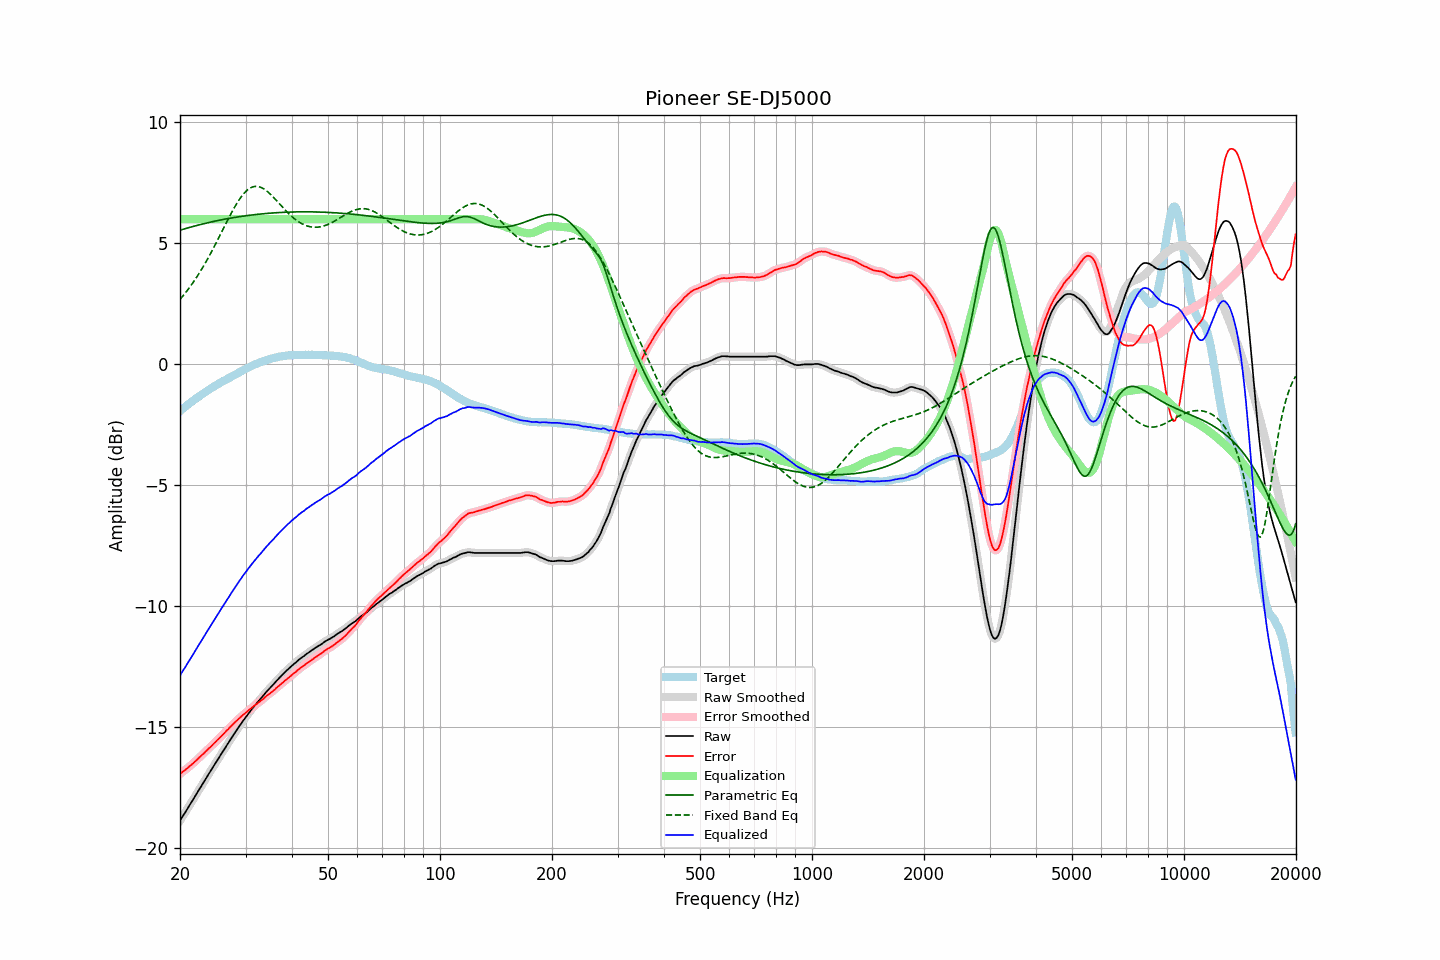 Pioneer SE-DJ5000
Amplitude (dBr)
10
5
0
−5
−10
−15
−20
20
50
100
200
500
1000
2000
5000
10000
20000
Frequency (Hz)
Target
Raw Smoothed
Error Smoothed
Raw
Error
Equalization
Parametric Eq
Fixed Band Eq
Equalized